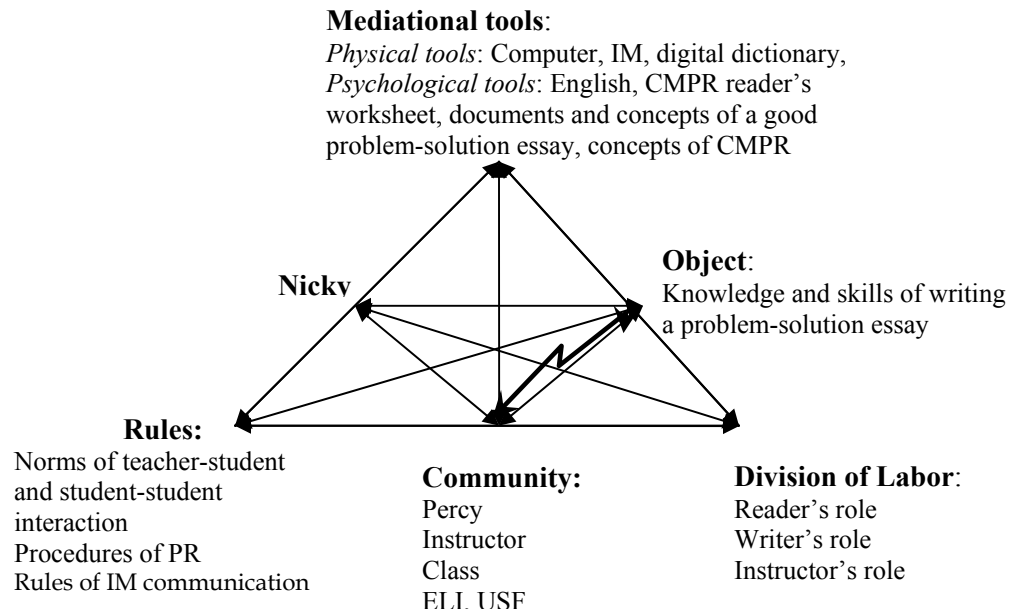 Mediational tools:
Physical tools: Computer, IM, digital dictionary,
Psychological tools: English, CMPR reader's
worksheet, documents and concepts of a good
problem-solution essay, concepts of CMPR
Nicky
Object:
Knowledge and skills of writing
a problem-solution essay
Rules:
Norms of teacher-student
and student-student
interaction
Procedures of PR
Rules of IM communication
Community:
Percy
Instructor
Class
ELI, USF
Division of Labor:
Reader's role
Writer's role
Instructor's role